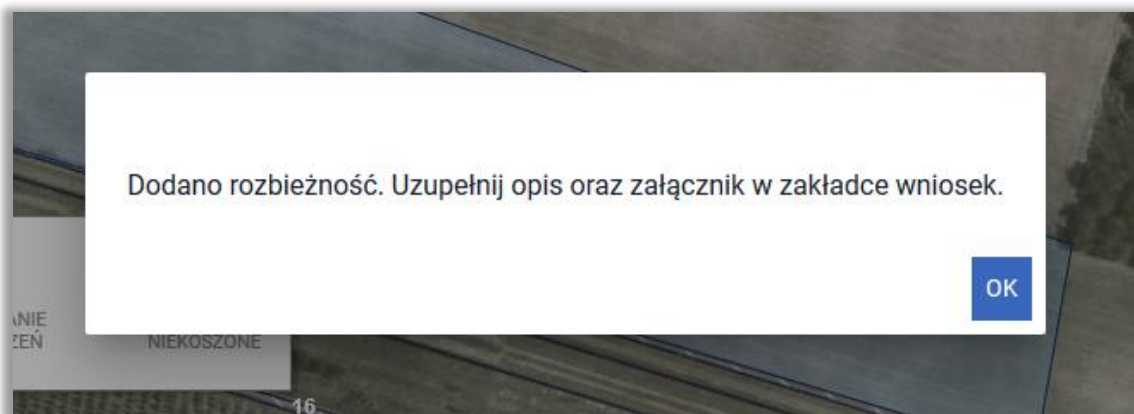 Dodano rozbieżność. Uzupełnij opis oraz załącznik w zakładce wniosek.
OK
NIEKOSZONE
16